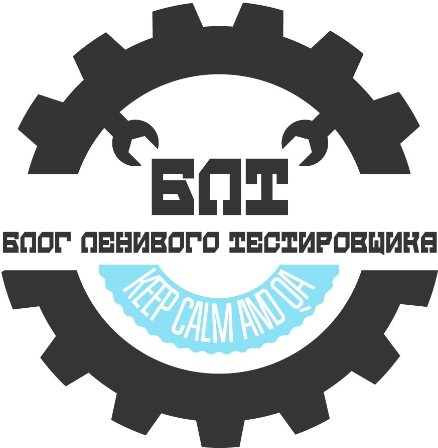 БЛТ
БЛОГ ЛЕНИВОГО ТЕСТИРОВЩИКА
KEEP CALM AND QA